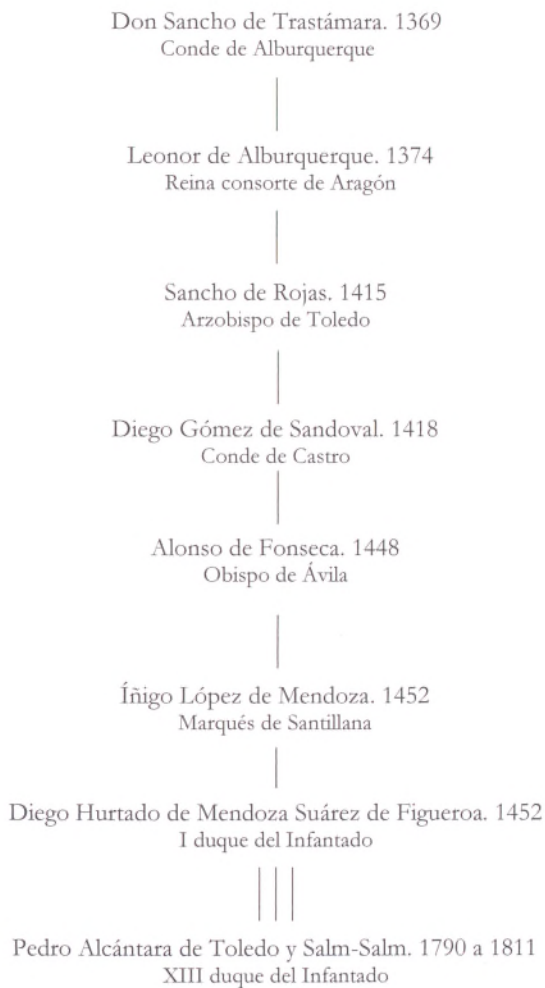 Don Sancho de Trastámara. 1369
Conde de Alburquerque
Leonor de Alburquerque. 1374
Reina consorte de Aragón
Sancho de Rojas. 1415
Arzobispo de Toledo
Diego Gómez de Sandoval. 1418
Conde de Castro
Alonso de Fonseca. 1448
Obispo de Ávila
Íñigo López de Mendoza. 1452
Marqués de Santillana
Diego Hurtado de Mendoza Suárez de Figueroa. 1452
I duque del Infantado
Pedro Alcántara de Toledo y Salm-Salm. 1790 a 1811
XIII duque del Infantado